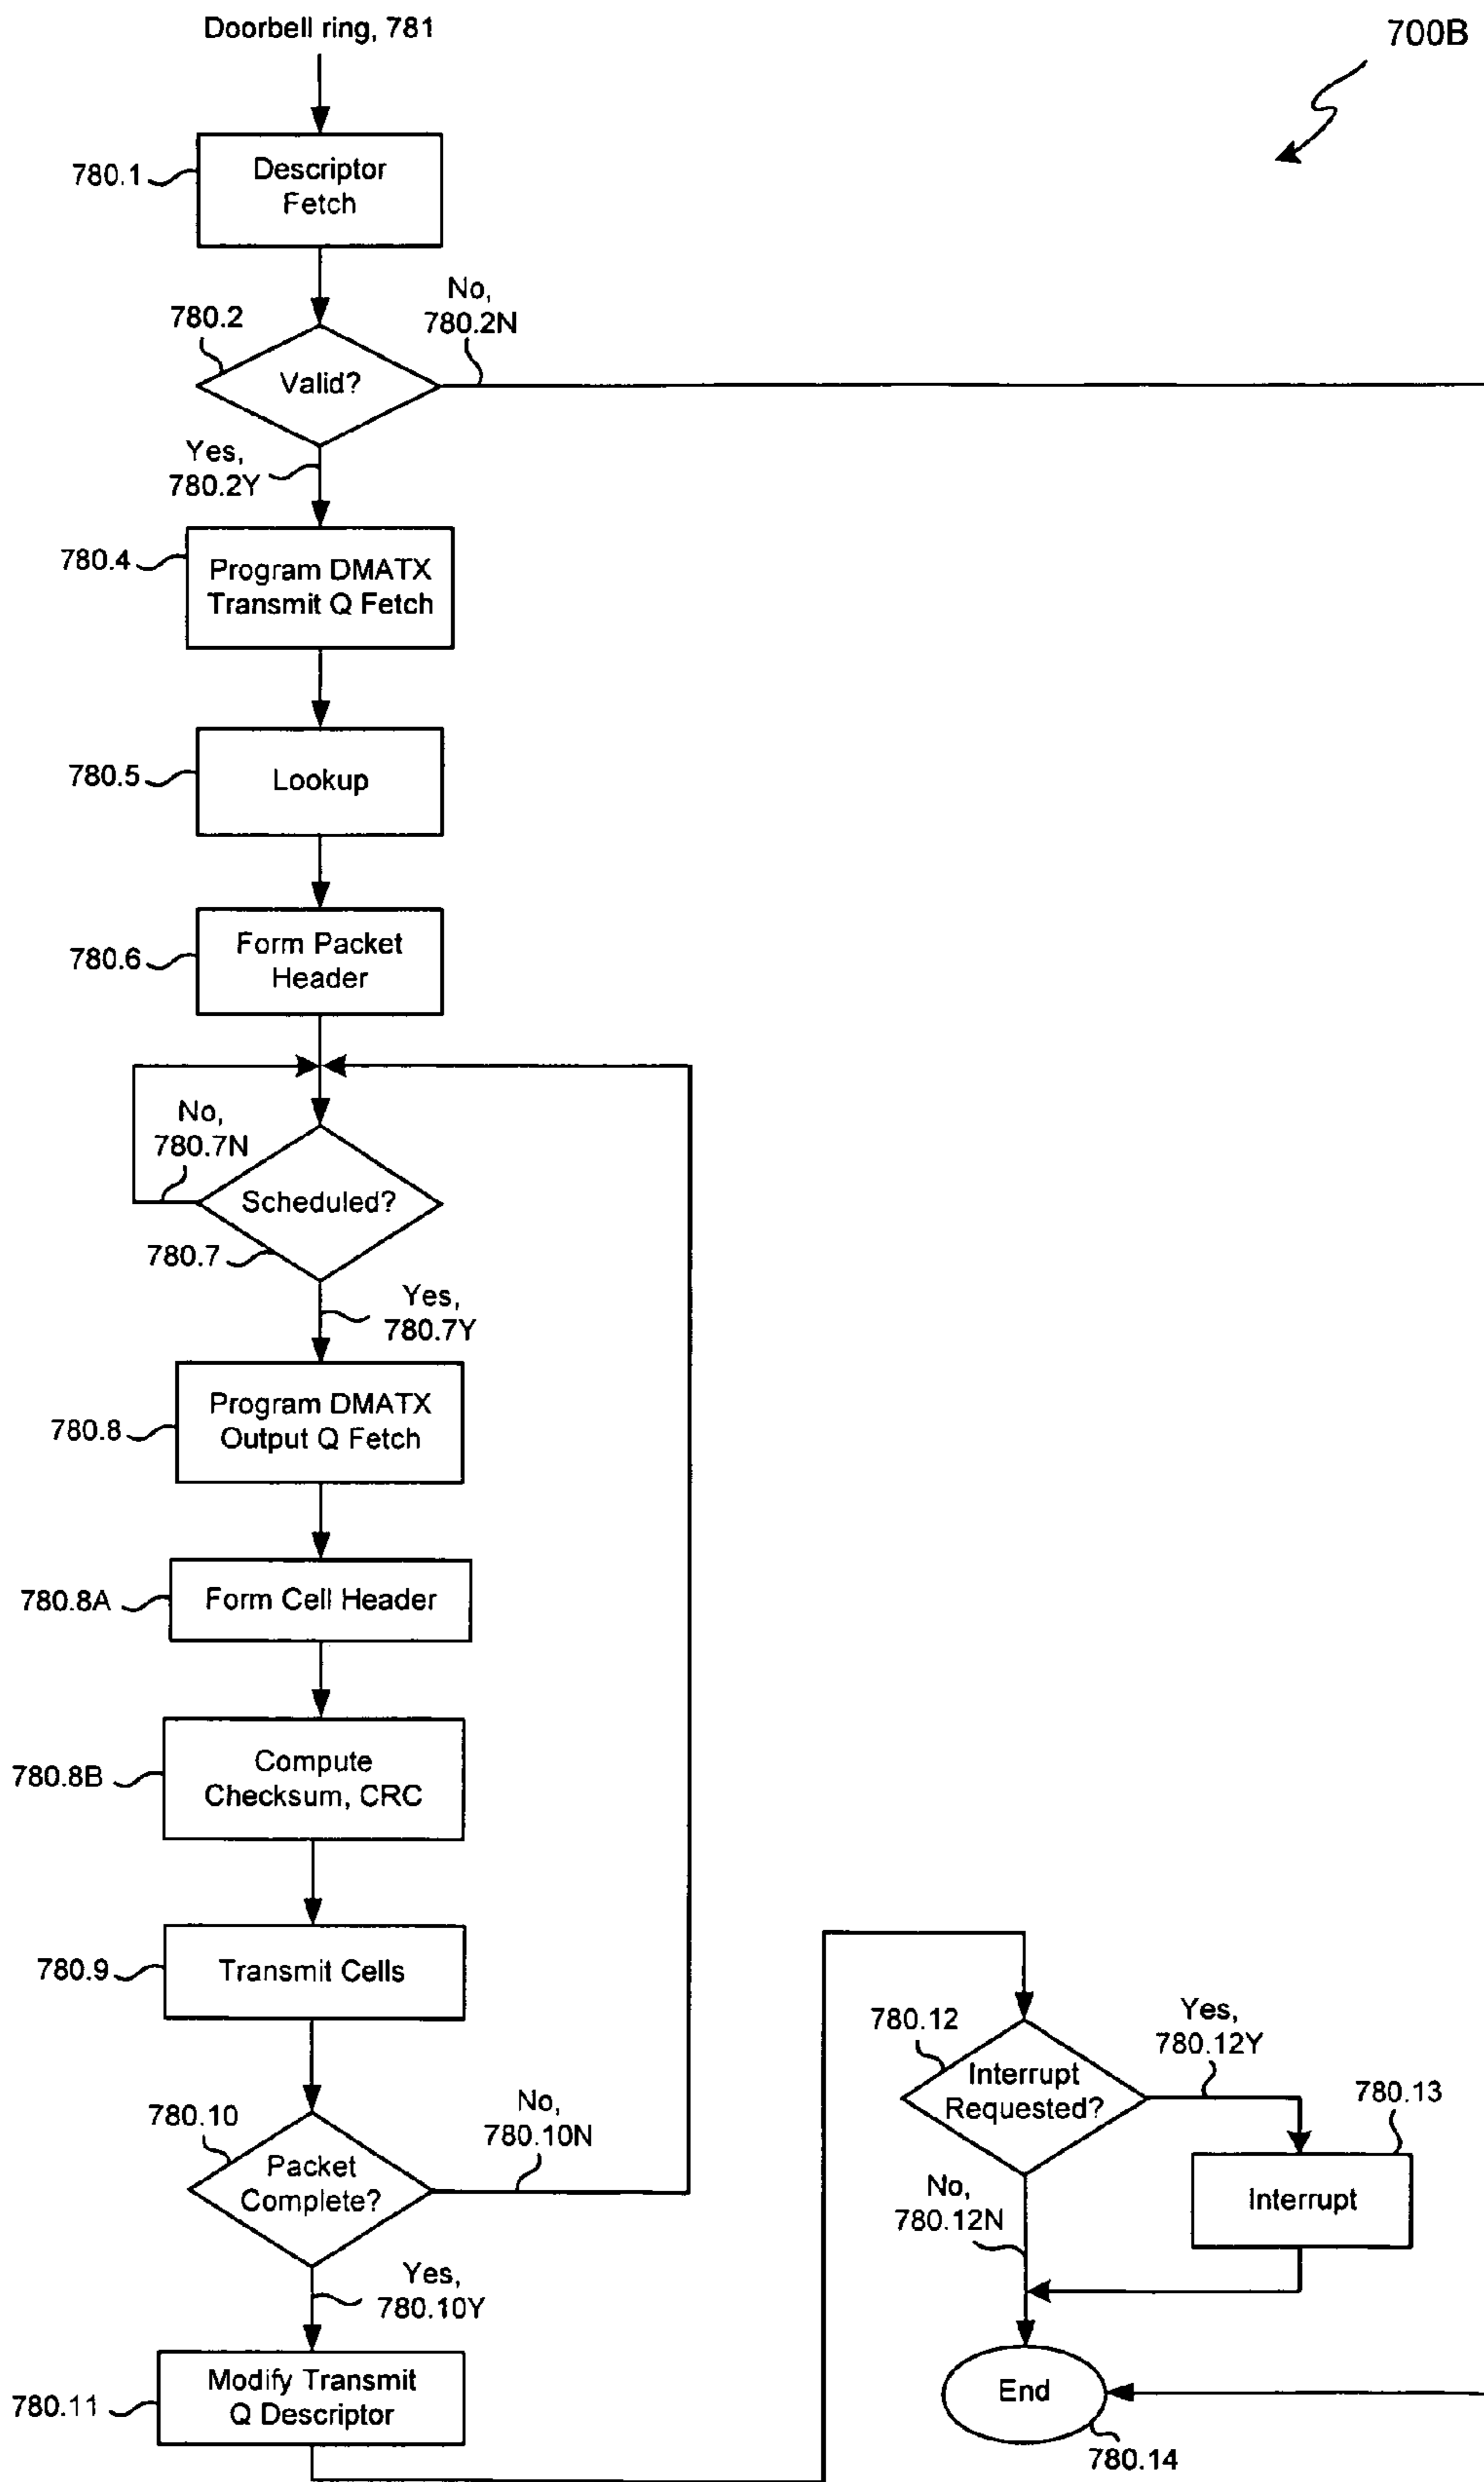 Doorbell ring, 781
700B
780.1
Descriptor
Fetch
780.2
Valid?
No,
780.2N
Yes,
780.2Y
780.4
Program DMATX
Transmit Q Fetch
780.5
Lookup
780.6
Form Packet
Header
No,
780.7N
Scheduled?
780.7
Yes,
780.7Y
780.8
Program DMATX
Output Q Fetch
780.8A
Form Cell Header
780.8B
Compute
Checksum, CRC
780.9
Transmit Cells
780.10
Packet
Complete?
No,
780.10N
Yes,
780.10Y
780.11
Modify Transmit
Q Descriptor
780.12
Interrupt
Requested?
Yes,
780.12Y
780.13
Interrupt
No,
780.12N
End
780.14